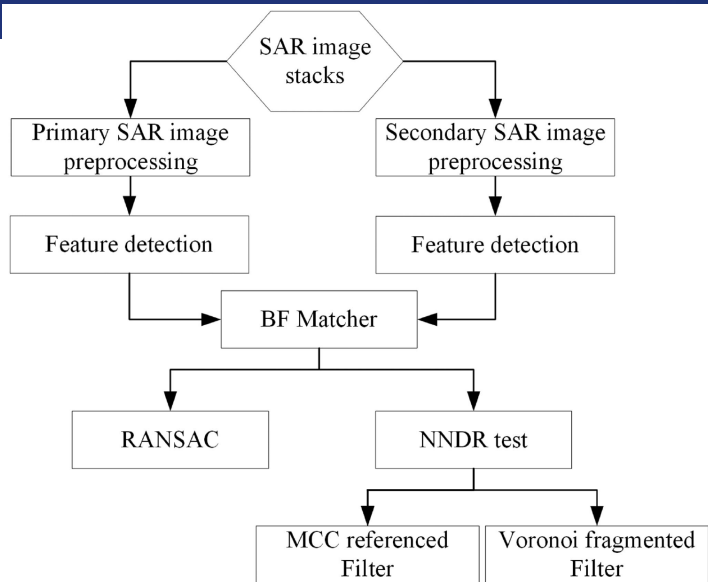 SAR image
stacks
Primary SAR image
preprocessing
Secondary SAR image
preprocessing
Feature detection
Feature detection
BF Matcher
RANSAC
NNDR test
MCC referenced
Filter
Voronoi fragmented
Filter